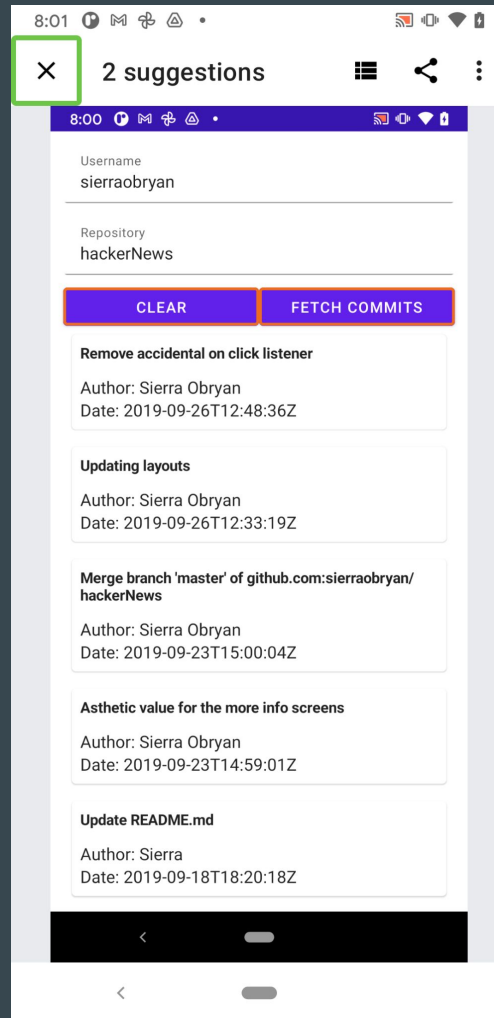 8:01
2 suggestions
8:00
Username
sierraobryan
Repository
hackerNews
CLEAR FETCH COMMITS
Remove accidental on click listener
Author: Sierra Obryan
Date: 2019-09-26T12:48:36Z
Updating layouts
Author: Sierra Obryan
Date: 2019-09-26T12:33:19Z
Merge branch 'master' of github.com:sierraobryan/
hackerNews
Author: Sierra Obryan
Date: 2019-09-23T15:00:04Z
Asthetic value for the more info screens
Author: Sierra Obryan
Date: 2019-09-23T14:59:01Z
Update README.md
Author: Sierra
Date: 2019-09-18T18:20:18Z